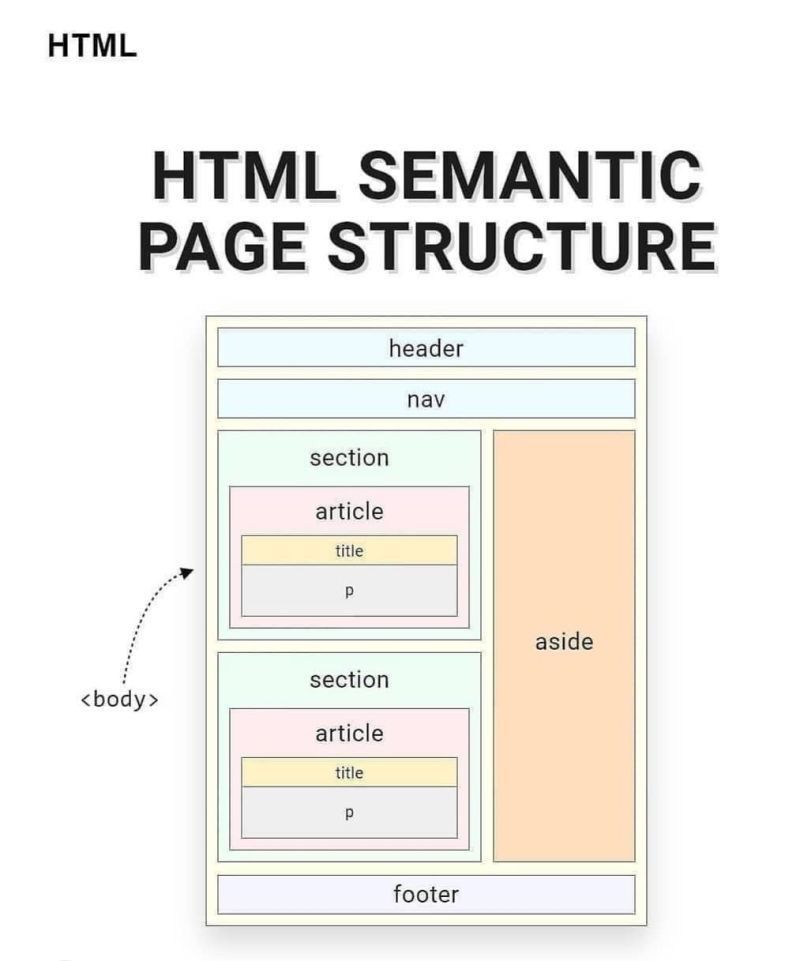 HTML
HTML SEMANTIC
PAGE STRUCTURE
header
nav
section
article
title
p
aside
<body>
section
article
title
p
footer